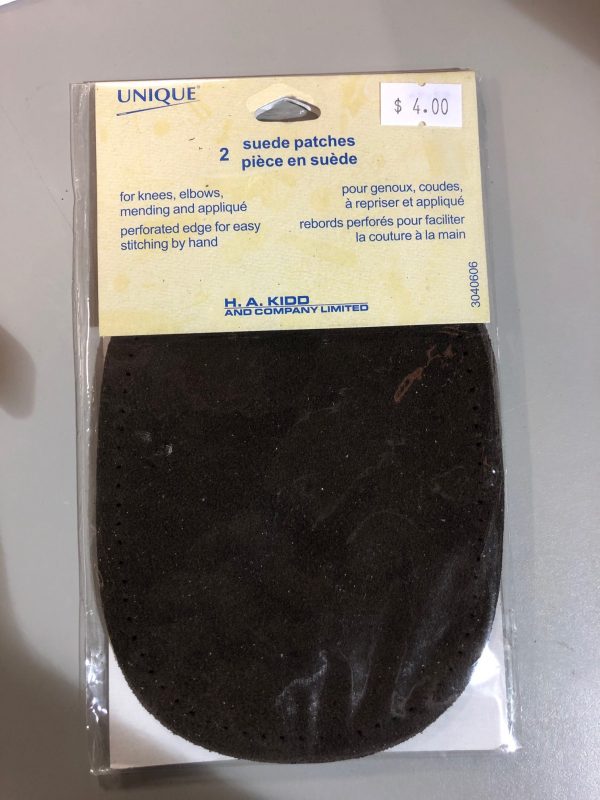 UNIQUE®
$ 4.00
2 suede patches
pièce en suède
for knees, elbows,
mending and appliqué
perforated edge for easy
stitching by hand
pour genoux, coudes,
à repriser et appliqué
rebords perforés pour faciliter
la couture à la main
3040606
H. A. KIDD
AND COMPANY LIMITED